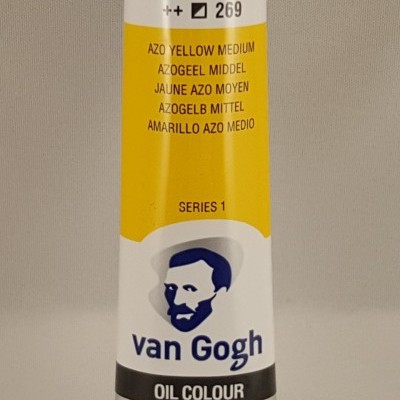 ++ 269
AZO YELLOW MEDIUM
AZOGEEL MIDDEL
JAUNE AZO MOYEN
AZOGELB MITTEL
AMARILLO AZO MEDIO
SERIES 1
van Gogh
OIL COLOUR